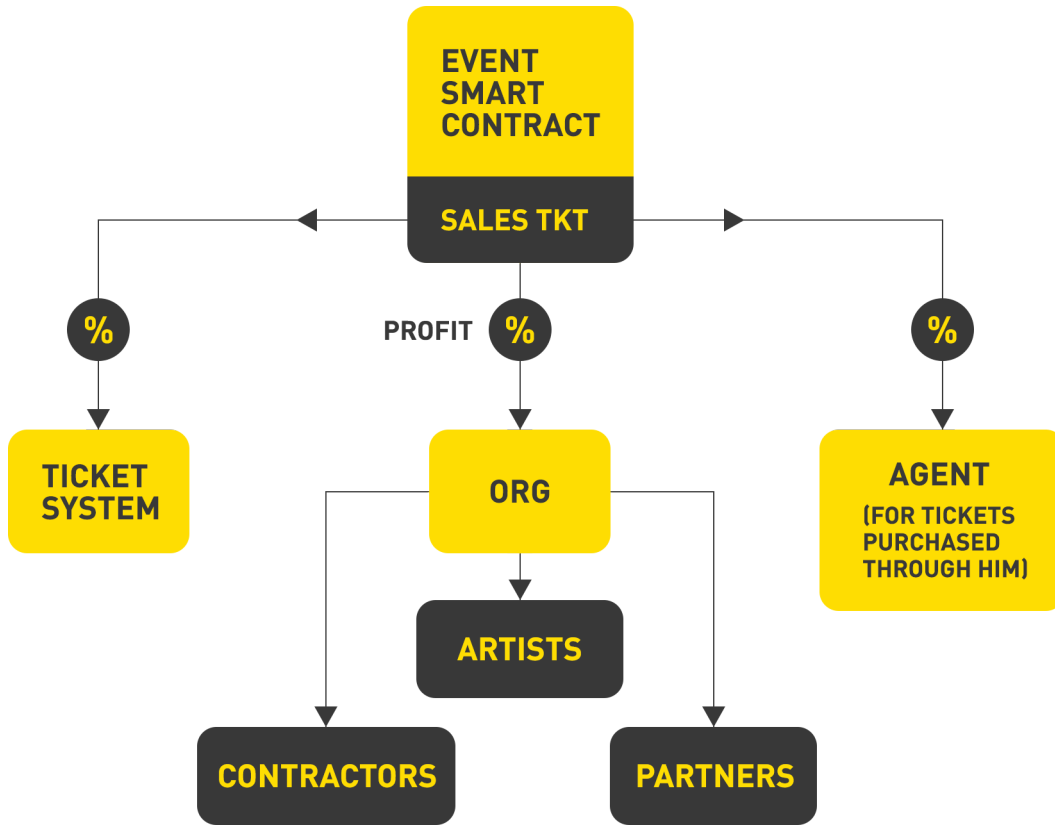 EVENT
SMART
CONTRACT
SALES TKT
%
PROFIT
%
%
TICKET
SYSTEM
ORG
AGENT
(FOR TICKETS
PURCHASED
THROUGH HIM)
ARTISTS
CONTRACTORS
PARTNERS